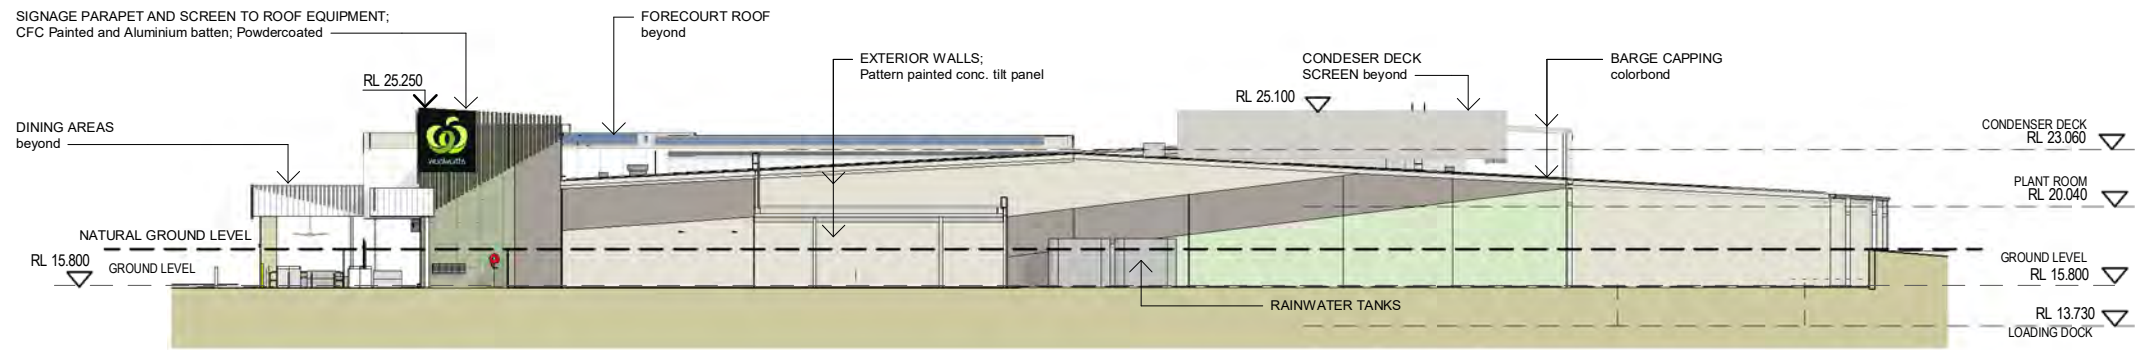 SIGNAGE PARAPET AND SCREEN TO ROOF EQUIPMENT;
CFC Painted and Aluminium batten; Powdercoated
FORECOURT ROOF
beyond
EXTERIOR WALLS;
Pattern painted conc. tilt panel
CONDESER DECK
SCREEN beyond
BARGE CAPPING
colorbond
RL 25.250
RL 25.100
DINING AREAS
beyond
woolworths
CONDENSER DECK
RL 23.060
PLANT ROOM
RL 20.040
NATURAL GROUND LEVEL
RL 15.800
GROUND LEVEL
GROUND LEVEL
RL 15.800
RAINWATER TANKS
RL 13.730
LOADING DOCK